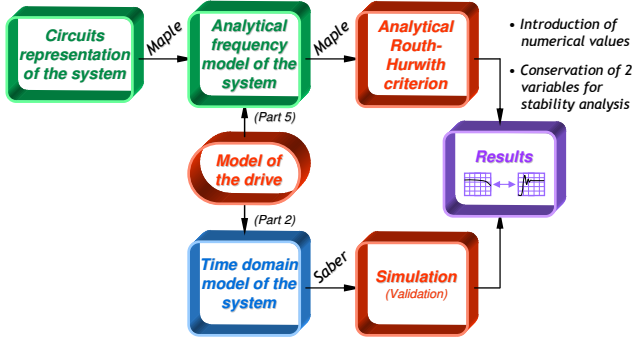 Circuits
representation
of the system
Maple
Analytical
frequency
model of the
system
Maple
Analytical
Routh-
Hurwith
criterion
• Introduction of
numerical values
• Conservation of 2
variables for
stability analysis
(Part 5)
Model of
the drive
(Part 2)
Results
Time domain
model of the
system
Saber
Simulation
(Validation)